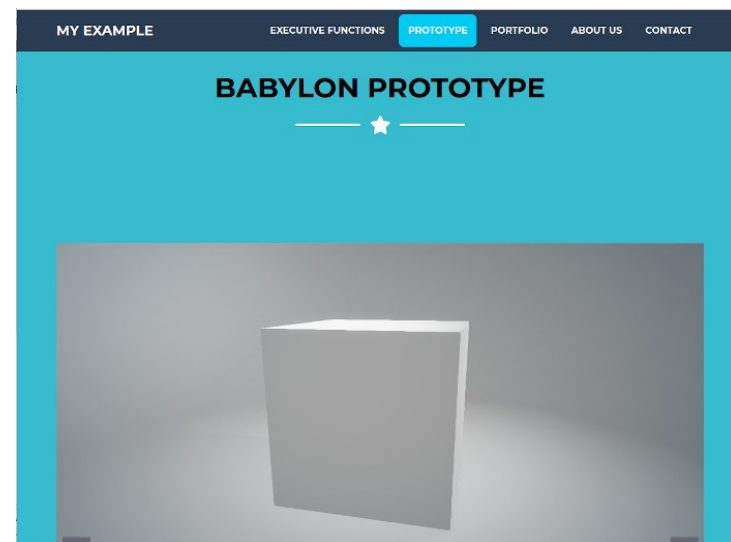 MY EXAMPLE EXECUTIVE FUNCTIONS PROTOTYPE PORTFOLIO ABOUT US CONTACT
BABYLON PROTOTYPE